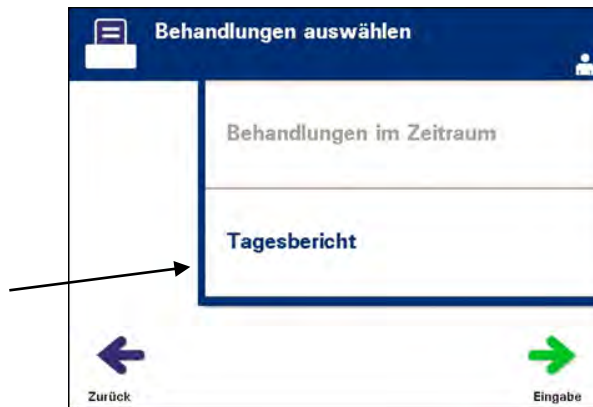 Behandlungen auswählen
Behandlungen im Zeitraum
Tagesbericht
Zurück
Eingabe